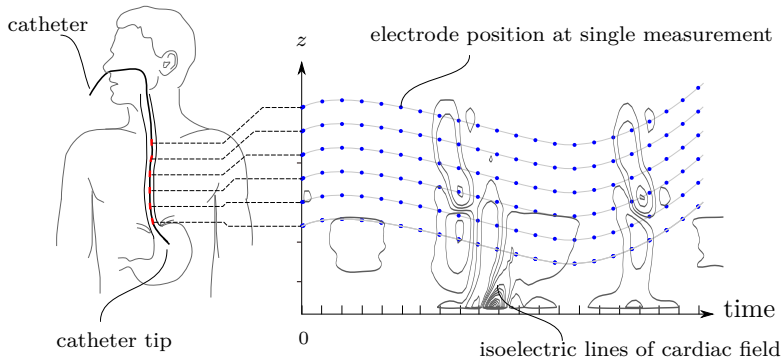 catheter
z
electrode position at single measurement
0
time
catheter tip
isoelectric lines of cardiac field